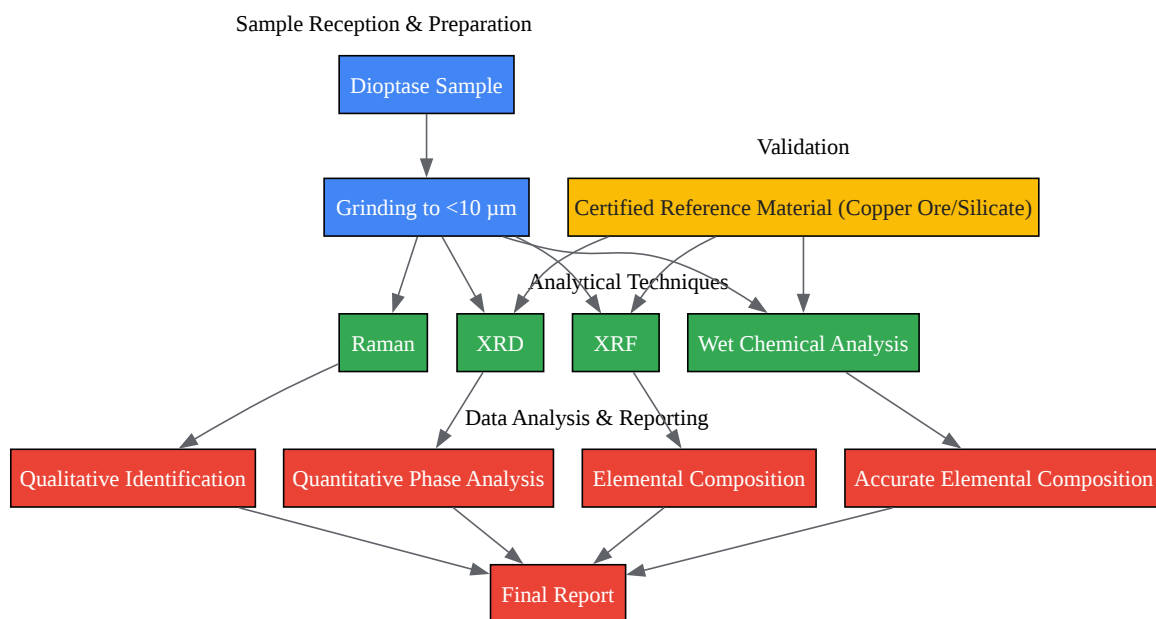 Sample Reception & Preparation
Dioptase Sample
Validation
Grinding to <10 µm
Certified Reference Material (Copper Ore/Silicate)
Analytical Techniques
Raman
XRD
XRF
Wet Chemical Analysis
Data Analysis & Reporting
Qualitative Identification
Quantitative Phase Analysis
Elemental Composition
Accurate Elemental Composition
Final Report